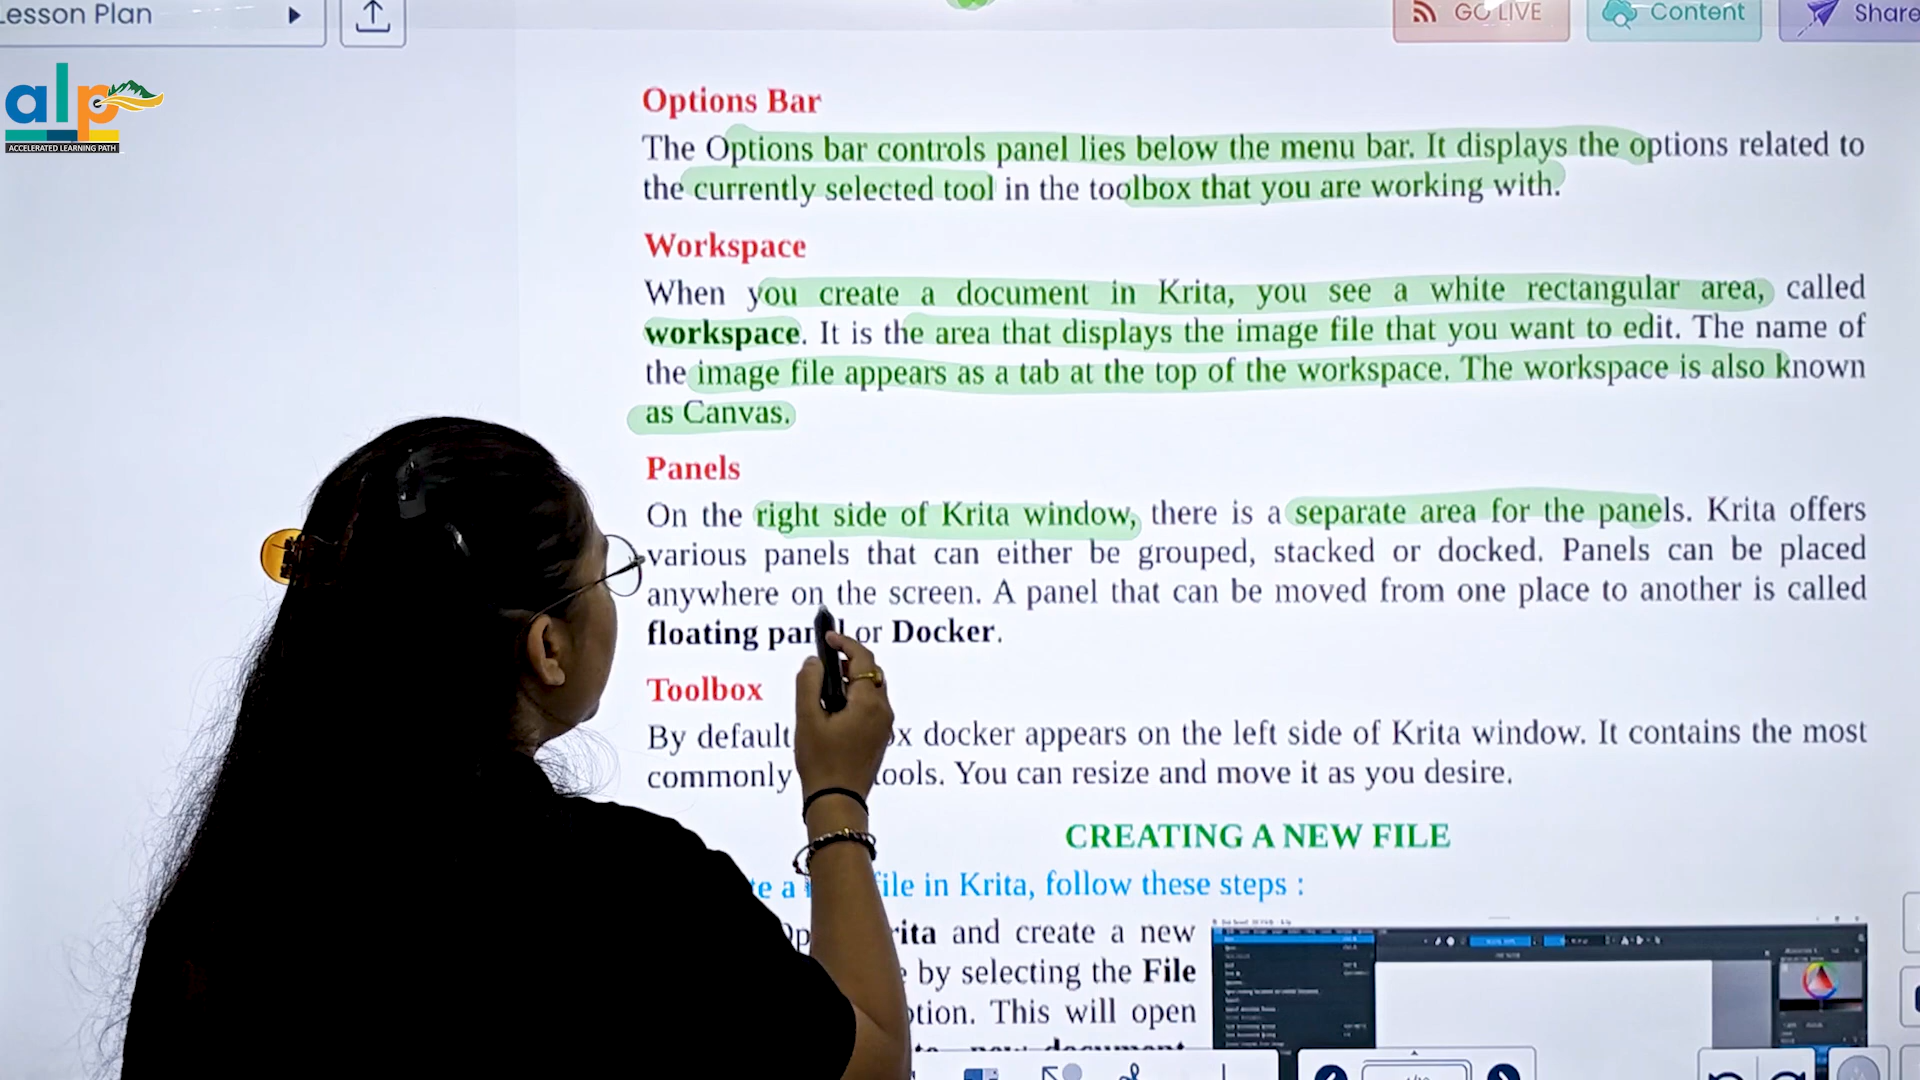 Lesson Plan
GO LIVE
Content
Share
alp
ACCELERATED LEARNING PATH
Options Bar
The Options bar controls panel lies below the menu bar. It displays the options related to
the currently selected tool in the toolbox that you are working with.
Workspace
When you create a document in Krita, you see a white rectangular area, called
workspace. It is the area that displays the image file that you want to edit. The name of
the image file appears as a tab at the top of the workspace. The workspace is also known
as Canvas.
Panels
On the right side of Krita window, there is a separate area for the panels. Krita offers
various panels that can either be grouped, stacked or docked. Panels can be placed
anywhere on the screen. A panel that can be moved from one place to another is called
floating panel or Docker.
Toolbox
By default, docker appears on the left side of Krita window. It contains the most
commonly tools. You can resize and move it as you desire.
CREATING A NEW FILE
a file in Krita, follow these steps :
and create a new
by selecting the File
This will open